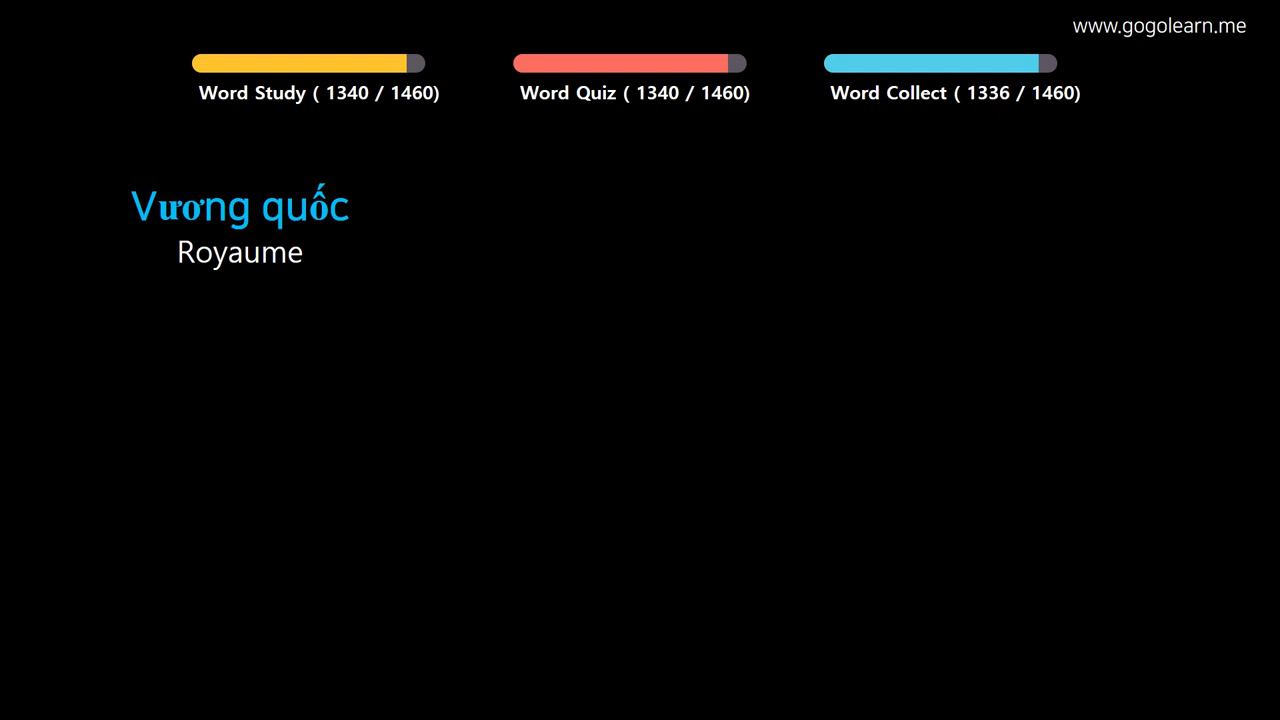 www.gogolearn.me
Word Study ( 1340 / 1460)
Word Quiz ( 1340 / 1460)
Word Collect ( 1336 / 1460)
Vương quốc
Royaume